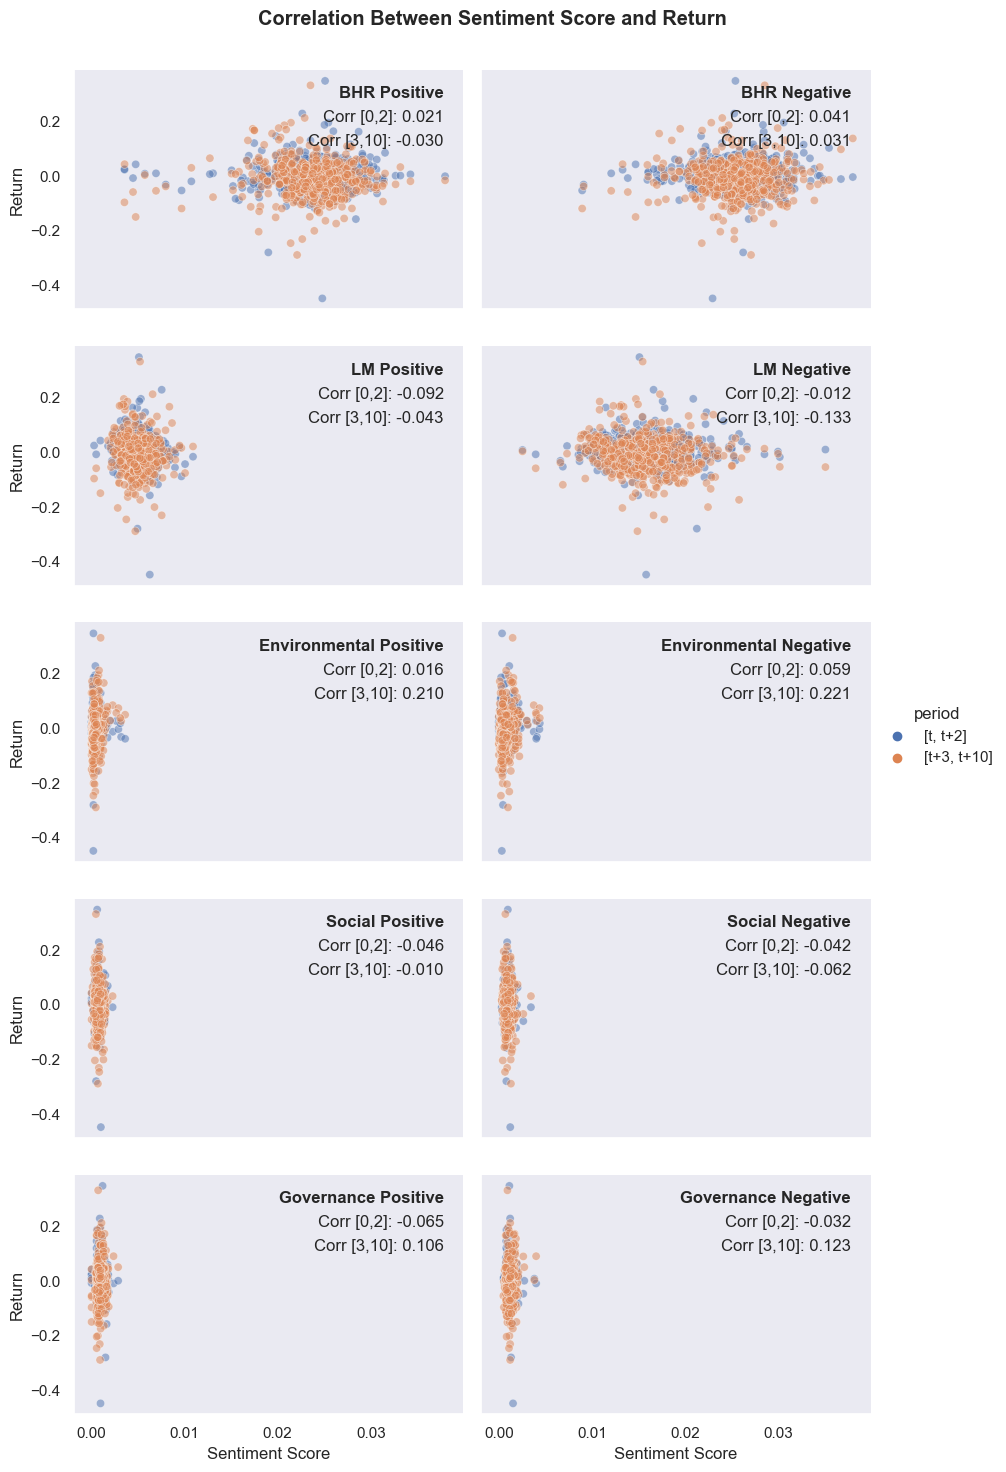 Correlation Between Sentiment Score and Return
BHR Positive
Corr [0,2]: 0.021
Corr [3,10]: -0.030
BHR Negative
Corr [0,2]: 0.041
Corr [3,10]: 0.031
0.2
0.0
−0.2
−0.4
Return
LM Positive
Corr [0,2]: -0.092
Corr [3,10]: -0.043
LM Negative
Corr [0,2]: -0.012
Corr [3,10]: -0.133
0.2
0.0
−0.2
−0.4
Return
Environmental Positive
Corr [0,2]: 0.016
Corr [3,10]: 0.210
Environmental Negative
Corr [0,2]: 0.059
Corr [3,10]: 0.221
0.2
0.0
−0.2
−0.4
Return
period
[t, t+2]
[t+3, t+10]
Social Positive
Corr [0,2]: -0.046
Corr [3,10]: -0.010
Social Negative
Corr [0,2]: -0.042
Corr [3,10]: -0.062
0.2
0.0
−0.2
−0.4
Return
Governance Positive
Corr [0,2]: -0.065
Corr [3,10]: 0.106
Governance Negative
Corr [0,2]: -0.032
Corr [3,10]: 0.123
0.2
0.0
−0.2
−0.4
Return
0.00 0.01 0.02 0.03
Sentiment Score
0.00 0.01 0.02 0.03
Sentiment Score